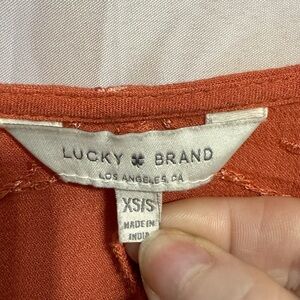 LUCKY BRAND
LOS ANGELES, CA
XS/S
MADE IN
INDIA